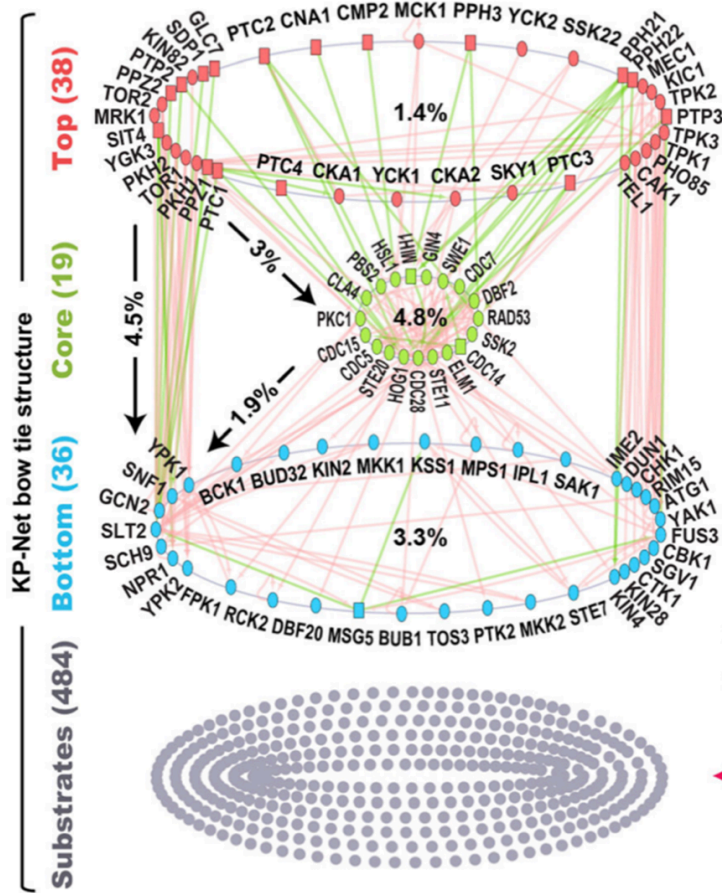 KP-Net bow tie structure
Top (38)
Core (19)
Bottom (36)
Substrates (484)
GLC7
SDP1
KIN82
PTP2
PPZ2
TOR2
MRK1
SIT4
YGK3
PKH2
TOR1
PKH1
PPZ1
PTC1
PTC2 CNA1 CMP2 MCK1 PPH3 YCK2 SSK22
PPH21
PPH22
MEC1
KIC1
TPK2
PTP3
TPK3
TPK1
PHO85
CAK1
TEL1
1.4%
PTC4 CKA1 YCK1 CKA2 SKY1 PTC3
3%
4.5%
1.9%
PKC1
CLA4
PBS2
HSL1
MIH1
GIN4
SWE1
CDC7
DBF2
RAD53
SSK2
CDC14
ELM1
STE11
CDC28
HOG1
STE20
CDC5
CDC15
4.8%
YPK1
SNF1
GCN2
SLT2
SCH9
NPR1
YPK2
BCK1 BUD32 KIN2 MKK1 KSS1 MPS1 IPL1 SAK1
IME2
DUN1
CHK1
RIM15
ATG1
YAK1
FUS3
CBK1
SGV1
CTK1
KIN28
KIN4
3.3%
FPK1 RCK2 DBF20 MSG5 BUB1 TOS3 PTK2 MKK2 STE7